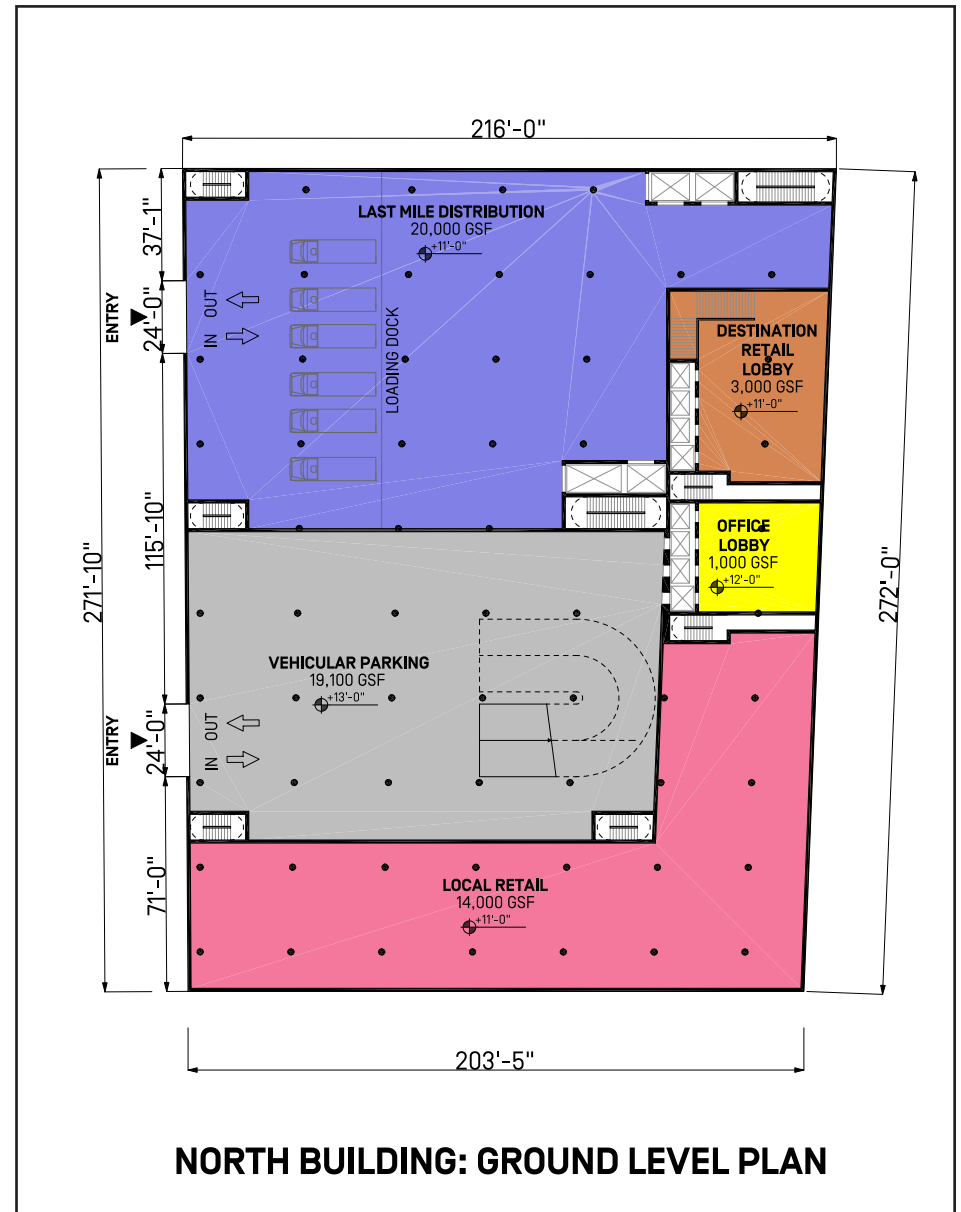 216'-0"
LAST MILE DISTRIBUTION
20,000 GSF
+11'-0"
37'-1"
ENTRY
24'-0"
OUT
IN
LOADING DOCK
DESTINATION
RETAIL
LOBBY
3,000 GSF
+11'-0"
115'-10"
271'-10"
OFFICE
LOBBY
1,000 GSF
+12'-0"
272'-0"
VEHICULAR PARKING
19,100 GSF
+13'-0"
ENTRY
24'-0"
OUT
IN
71'-0"
LOCAL RETAIL
14,000 GSF
+11'-0"
203'-5"
NORTH BUILDING: GROUND LEVEL PLAN